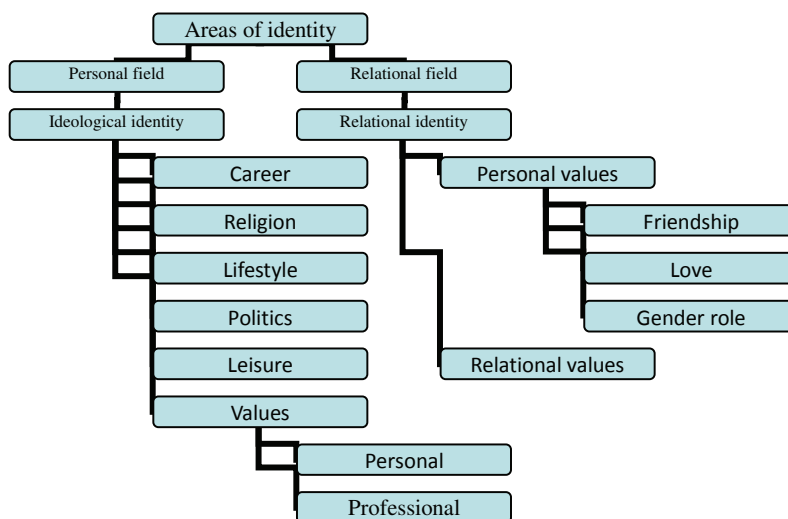 Areas of identity
Personal field
Relational field
Ideological identity
Relational identity
Career
Personal values
Religion
Friendship
Lifestyle
Love
Politics
Gender role
Leisure
Relational values
Values
Personal
Professional